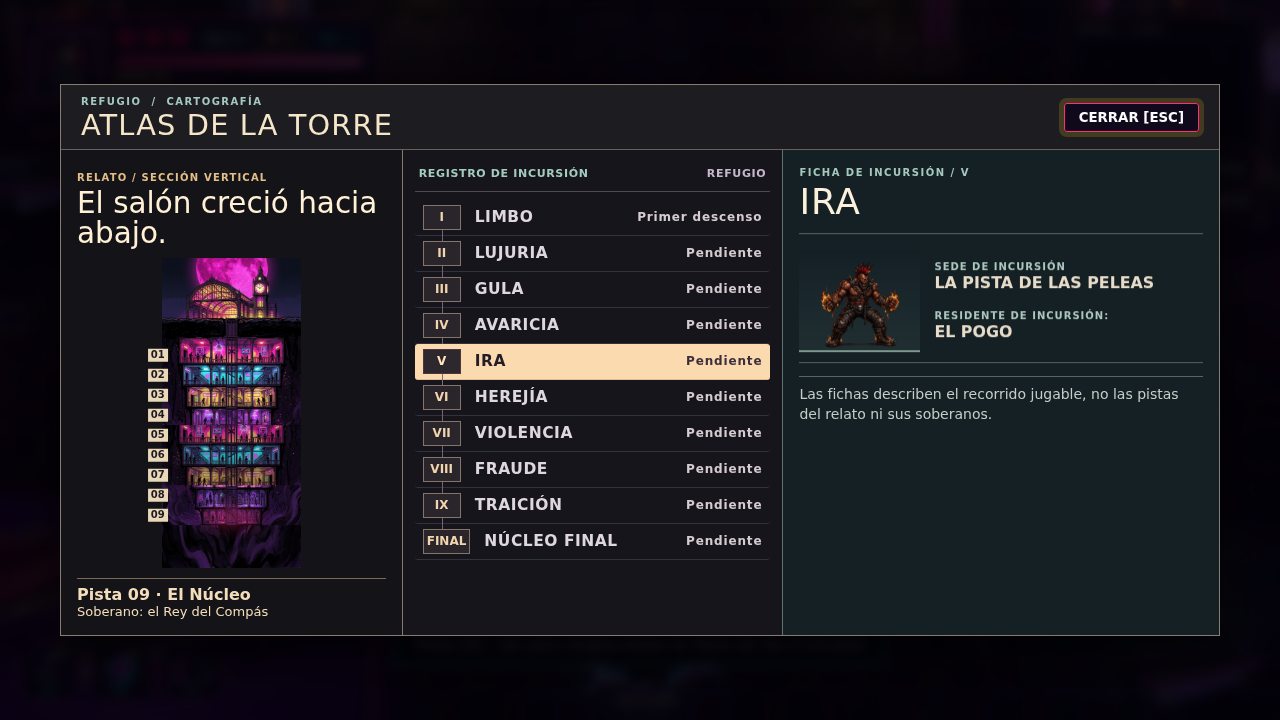 REFUGIO / CARTOGRAFÍA
ATLAS DE LA TORRE
CERRAR [ESC]
RELATO / SECCIÓN VERTICAL
El salón creció hacia
abajo.
01
02
03
04
05
06
07
08
09
Pista 09 · El Núcleo
Soberano: el Rey del Compás
REGISTRO DE INCURSIÓN REFUGIO
I LIMBO Primer descenso
II LUJURIA Pendiente
III GULA Pendiente
IV AVARICIA Pendiente
V IRA Pendiente
VI HEREJÍA Pendiente
VII VIOLENCIA Pendiente
VIII FRAUDE Pendiente
IX TRAICIÓN Pendiente
FINAL NÚCLEO FINAL Pendiente
FICHA DE INCURSIÓN / V
IRA
SEDE DE INCURSIÓN
LA PISTA DE LAS PELEAS
RESIDENTE DE INCURSIÓN:
EL POGO
Las fichas describen el recorrido jugable, no las pistas
del relato ni sus soberanos.